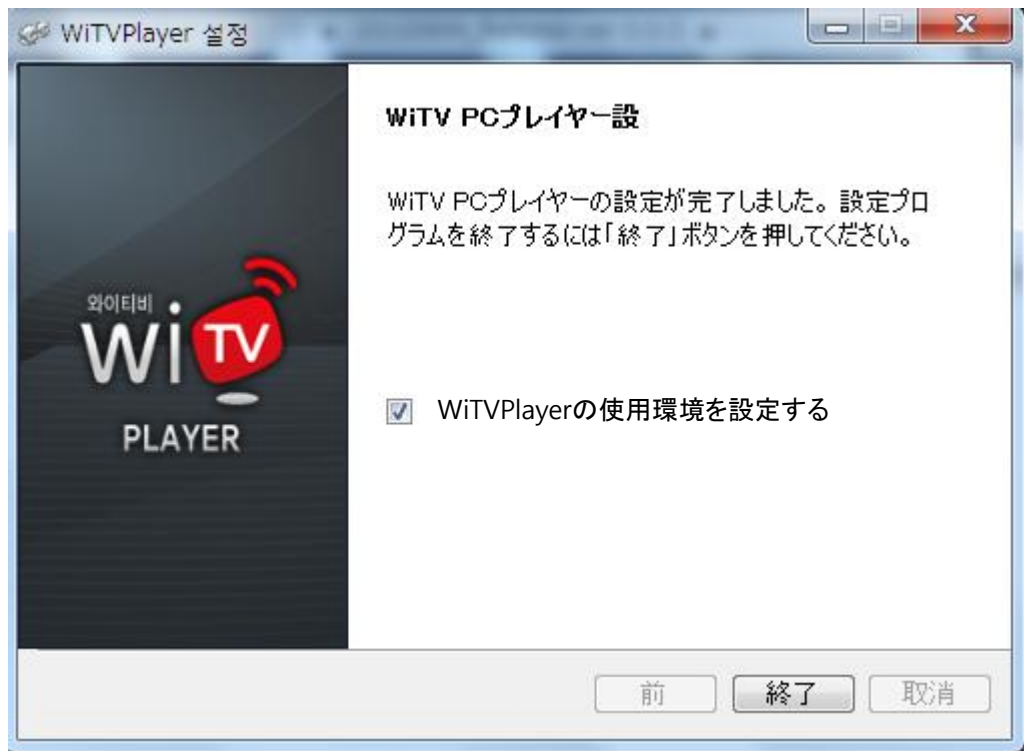 WiTVPlayer 설정
WiTV PCプレイヤー設
WiTV PCプレイヤーの設定が完了しました。設定プロ
グラムを終了するには「終了」ボタンを押してください。
와이티비
Wi TV
PLAYER
WiTVPlayerの使用環境を設定する
前
終了
取消